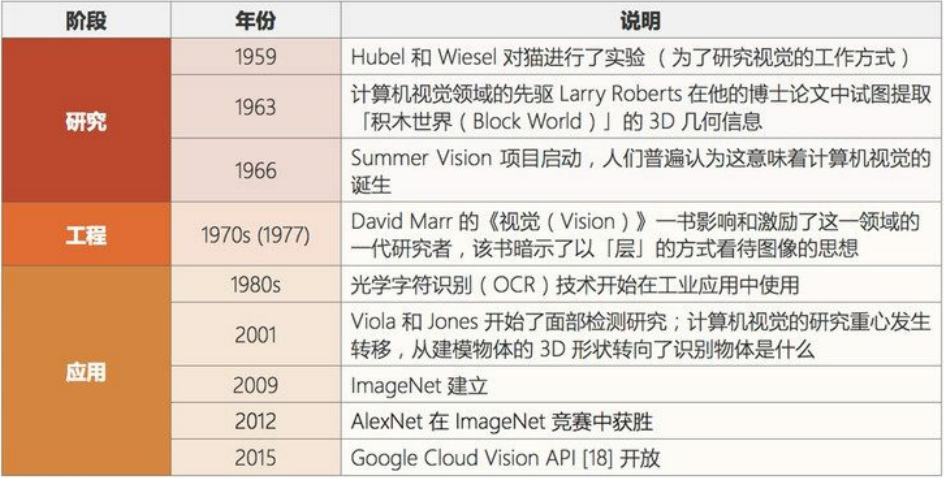 阶段 年份 说明
研究
1959 Hubel 和 Wiesel 对猫进行了实验（为了研究视觉的工作方式）
1963 计算机视觉领域的先驱 Larry Roberts 在他的博士论文中试图提取
「积木世界（Block World）」的 3D 几何信息
1966 Summer Vision 项目启动，人们普遍认为这意味着计算机视觉的
诞生
工程
1970s (1977) David Marr 的《视觉（Vision）》一书影响和激励了这一领域的
一代研究者，该书暗示了以「层」的方式看待图像的思想
应用
1980s 光学字符识别（OCR）技术开始在工业应用中使用
2001 Viola 和 Jones 开始了面部检测研究；计算机视觉的研究重心发生
转移，从建模物体的 3D 形状转向了识别物体是什么
2009 ImageNet 建立
2012 AlexNet 在 ImageNet 竞赛中获胜
2015 Google Cloud Vision API [18] 开放